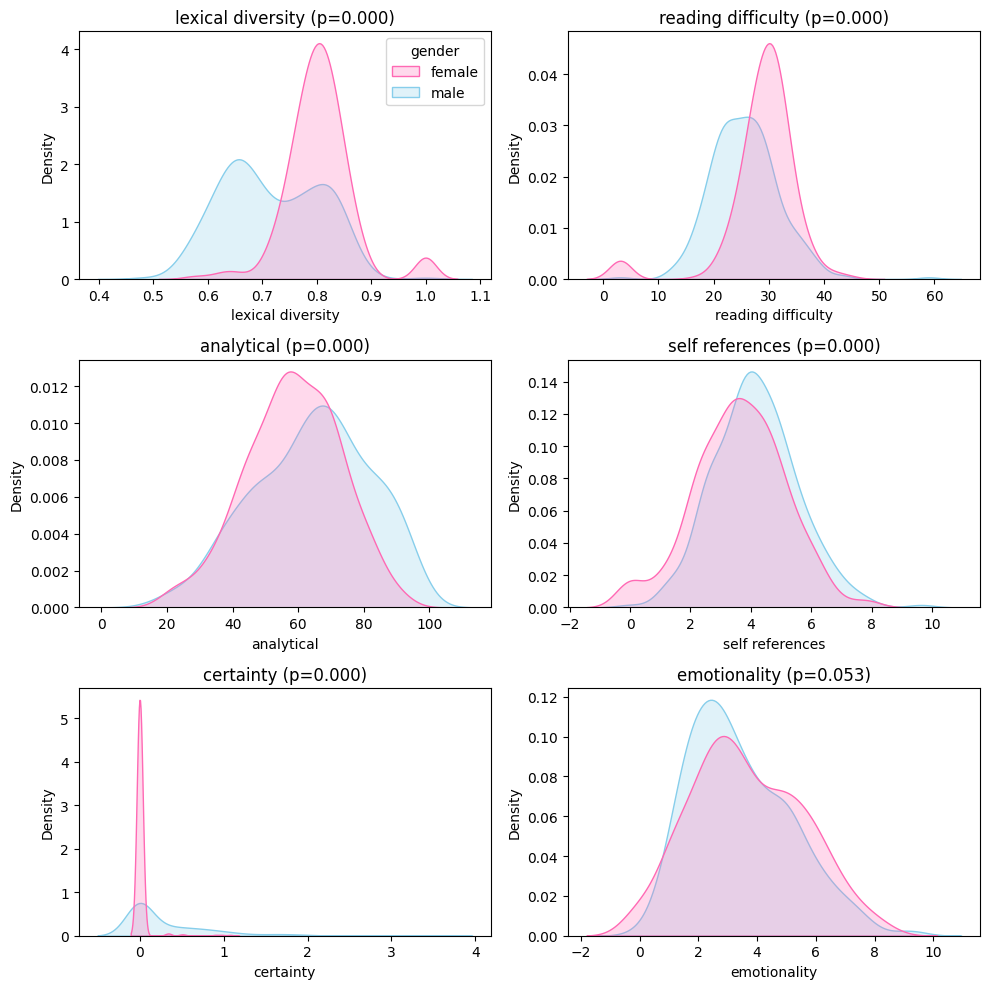 lexical diversity (p=0.000)
gender
female
male
Density
4
3
2
1
0
0.4 0.5 0.6 0.7 0.8 0.9 1.0 1.1
lexical diversity
reading difficulty (p=0.000)
Density
0.04
0.03
0.02
0.01
0.00
0 10 20 30 40 50 60
reading difficulty
analytical (p=0.000)
Density
0.012
0.010
0.008
0.006
0.004
0.002
0.000
0 20 40 60 80 100
analytical
self references (p=0.000)
Density
0.14
0.12
0.10
0.08
0.06
0.04
0.02
0.00
−2 0 2 4 6 8 10
self references
certainty (p=0.000)
Density
5
4
3
2
1
0
0 1 2 3 4
certainty
emotionality (p=0.053)
Density
0.12
0.10
0.08
0.06
0.04
0.02
0.00
−2 0 2 4 6 8 10
emotionality